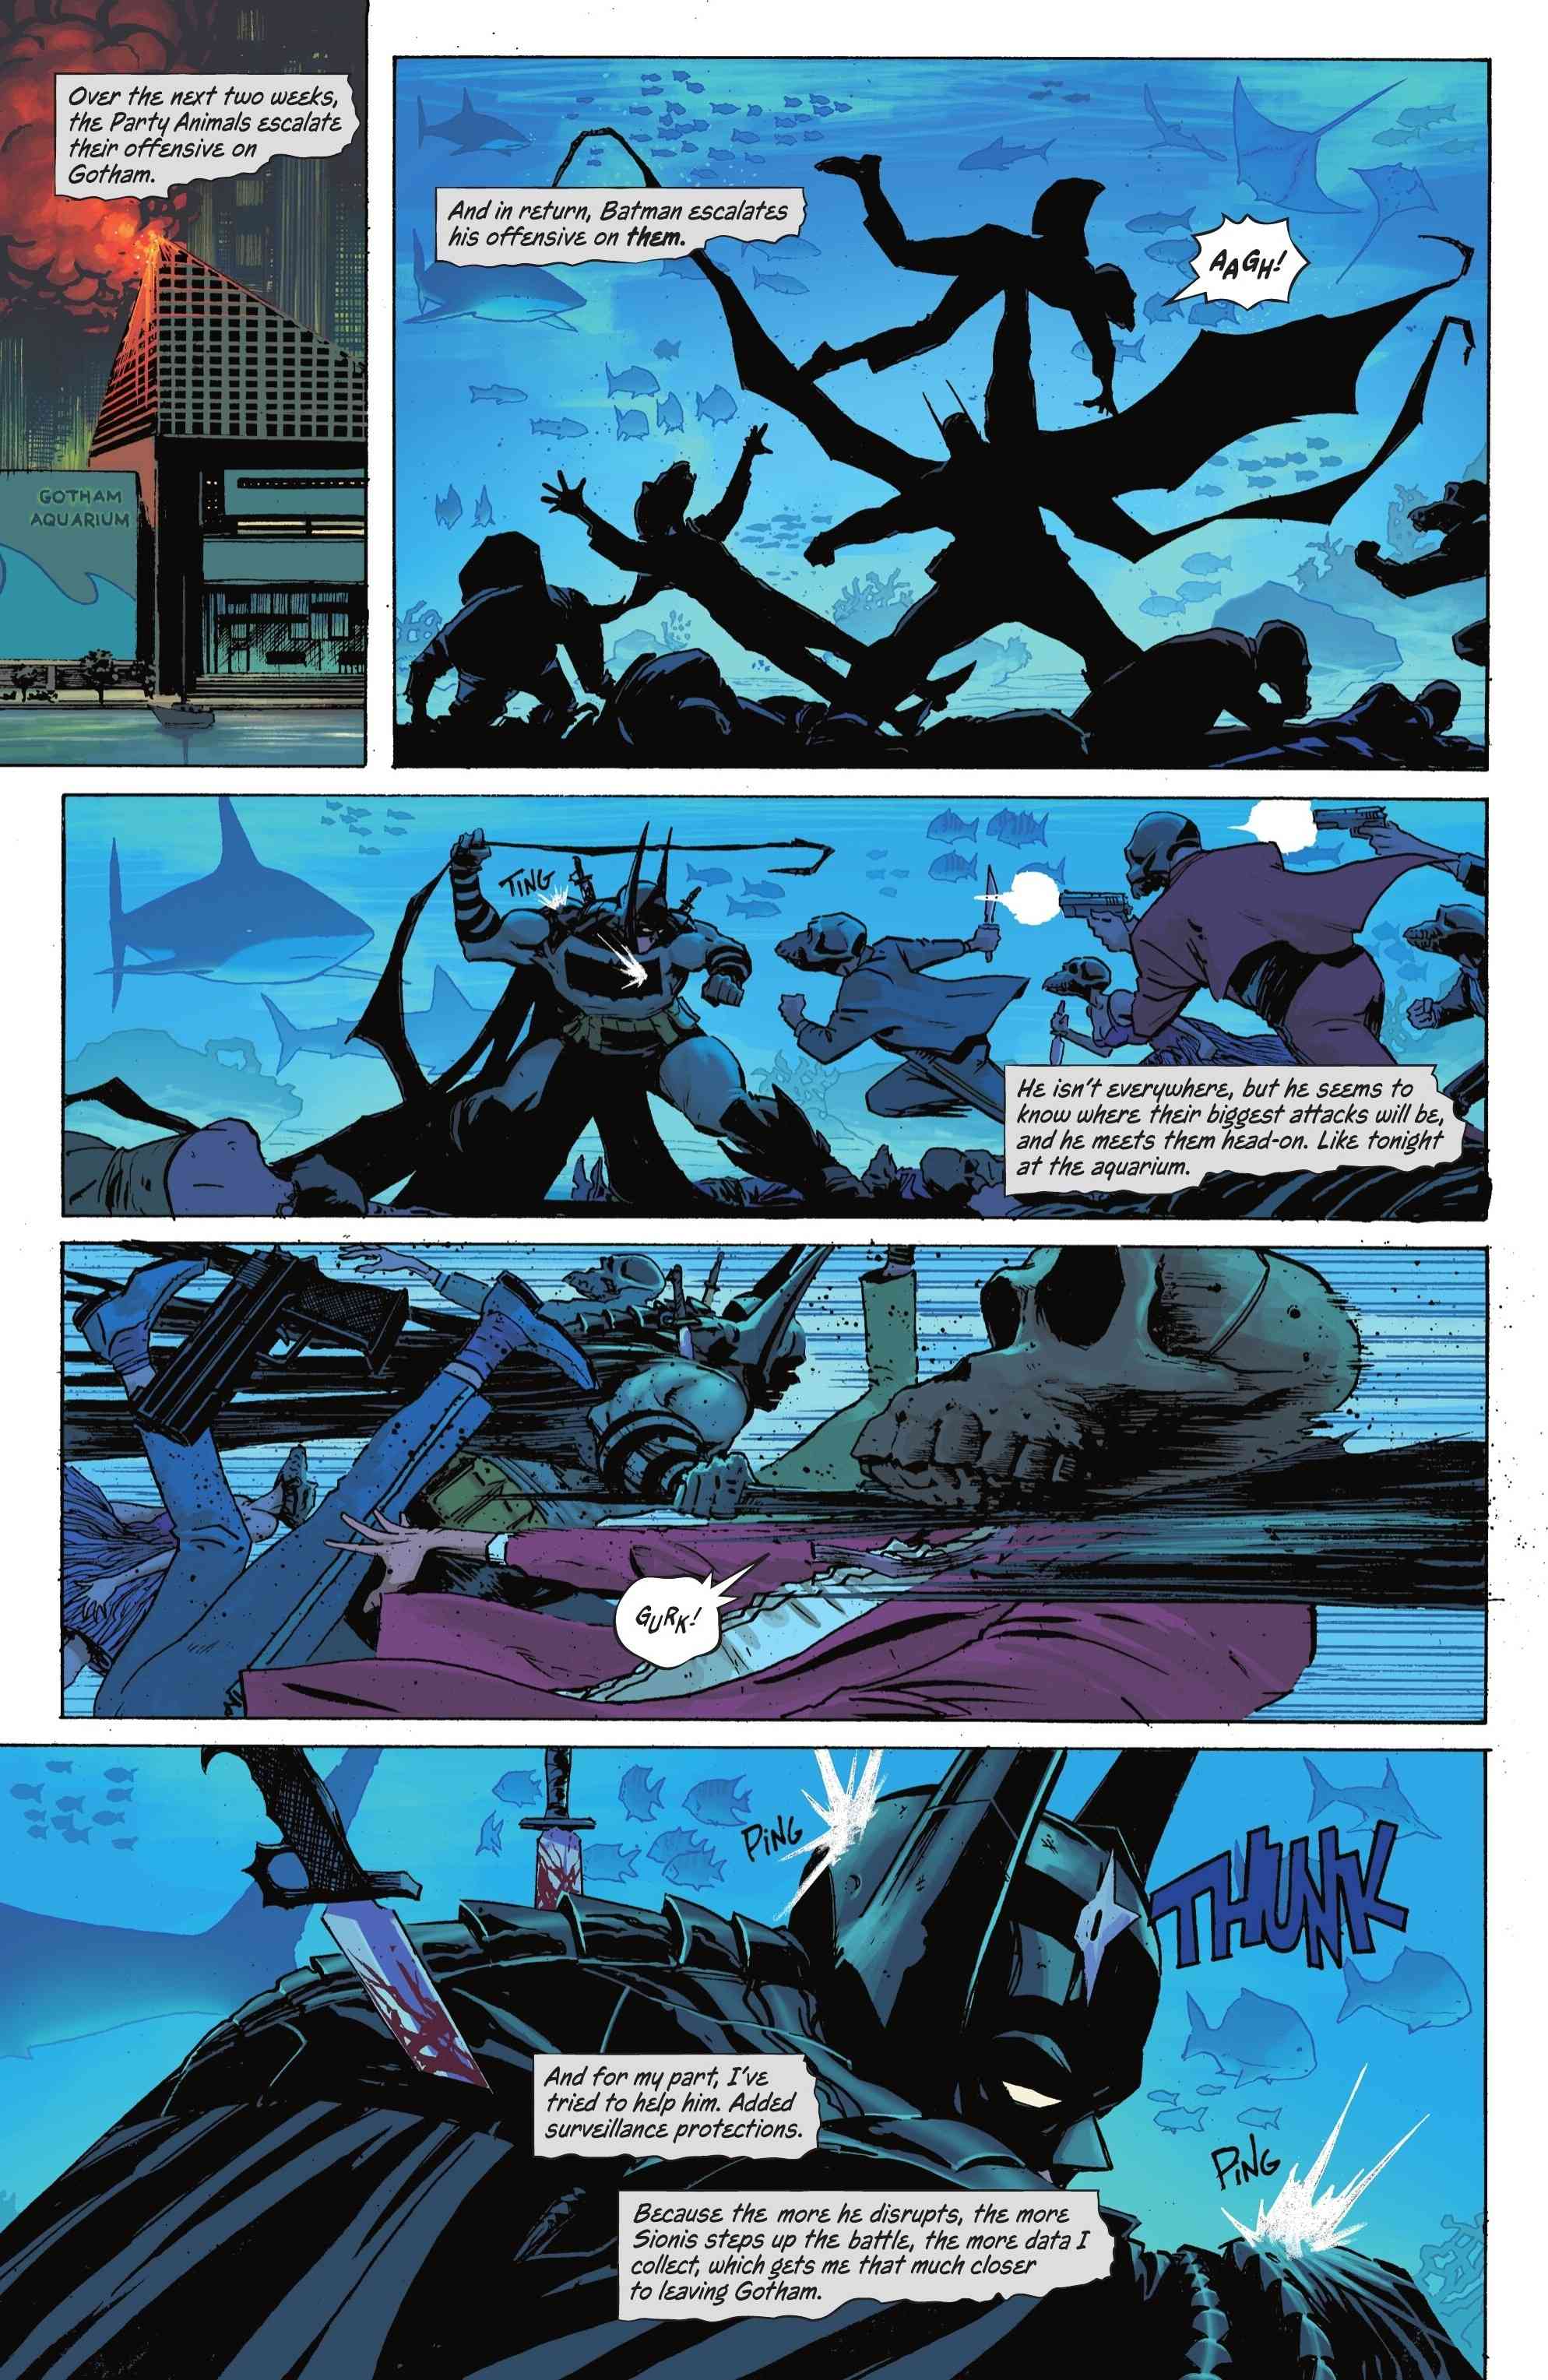 Over the next two weeks,
the Party Animals escalate
their offensive on
Gotham.
GOTHAM
AQUARIUM
And in return, Batman escalates
his offensive on them.
AAGH!
TING
He isn't everywhere, but he seems to
know where their biggest attacks will be,
and he meets them head-on. Like tonight
at the aquarium.
GURK!
PING
THUNK
And for my part, I've
tried to help him. Added
surveillance protections.
PING
Because the more he disrupts, the more
Sionis steps up the battle, the more data I
collect, which gets me that much closer
to leaving Gotham.